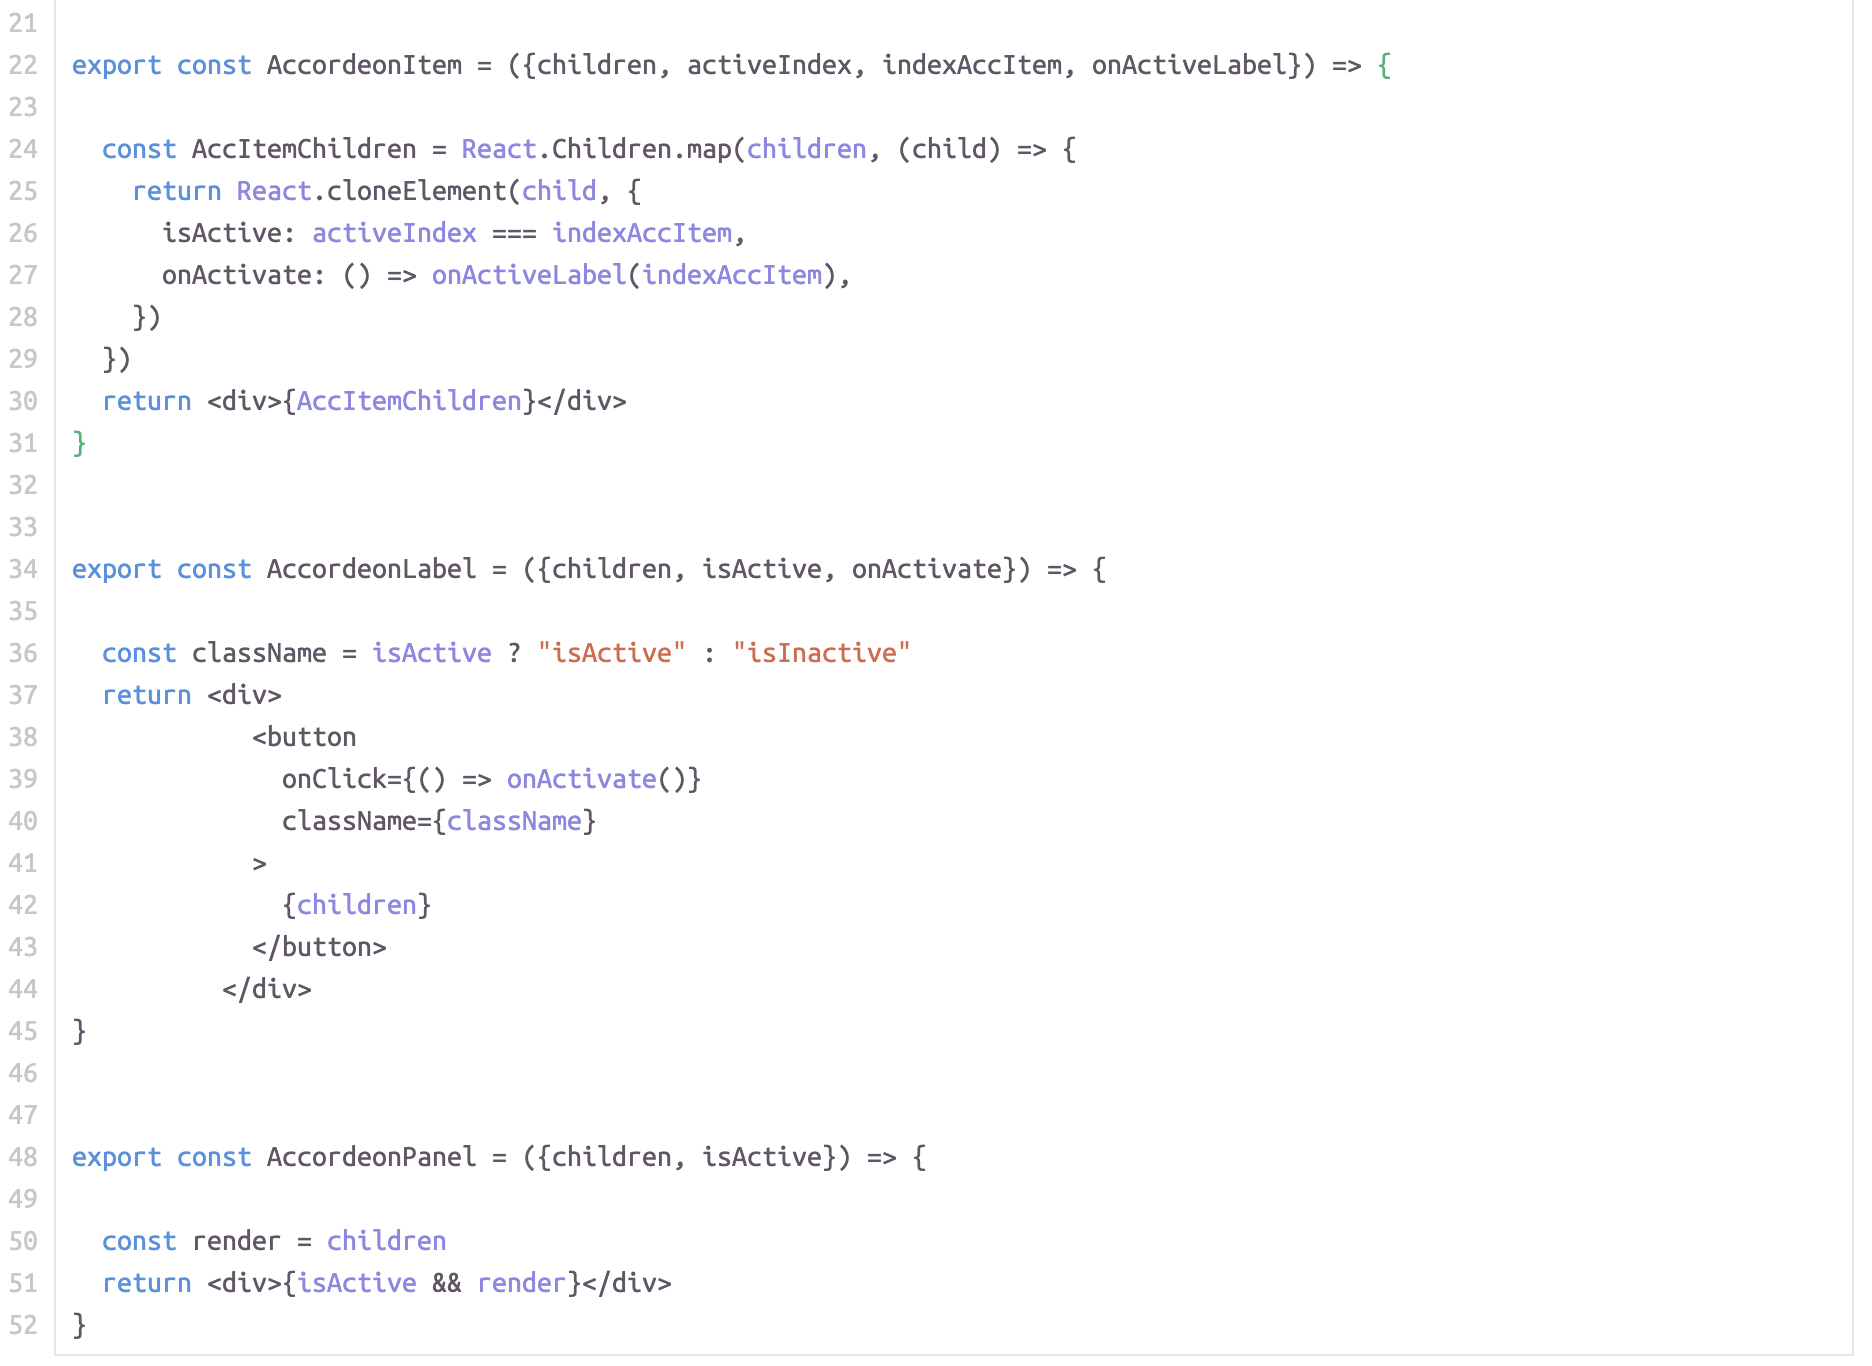 21
22 export const AccordeonItem = ({children, activeIndex, indexAccItem, onActiveLabel}) => {
23
24   const AccItemChildren = React.Children.map(children, (child) => {
25     return React.cloneElement(child, {
26       isActive: activeIndex === indexAccItem,
27       onActivate: () => onActiveLabel(indexAccItem),
28     })
29   })
30   return <div>{AccItemChildren}</div>
31 }
32
33
34 export const AccordeonLabel = ({children, isActive, onActivate}) => {
35
36   const className = isActive ? "isActive" : "isInactive"
37   return <div>
38             <button
39               onClick={() => onActivate()}
40               className={className}
41             >
42               {children}
43             </button>
44           </div>
45 }
46
47
48 export const AccordeonPanel = ({children, isActive}) => {
49
50   const render = children
51   return <div>{isActive && render}</div>
52 }